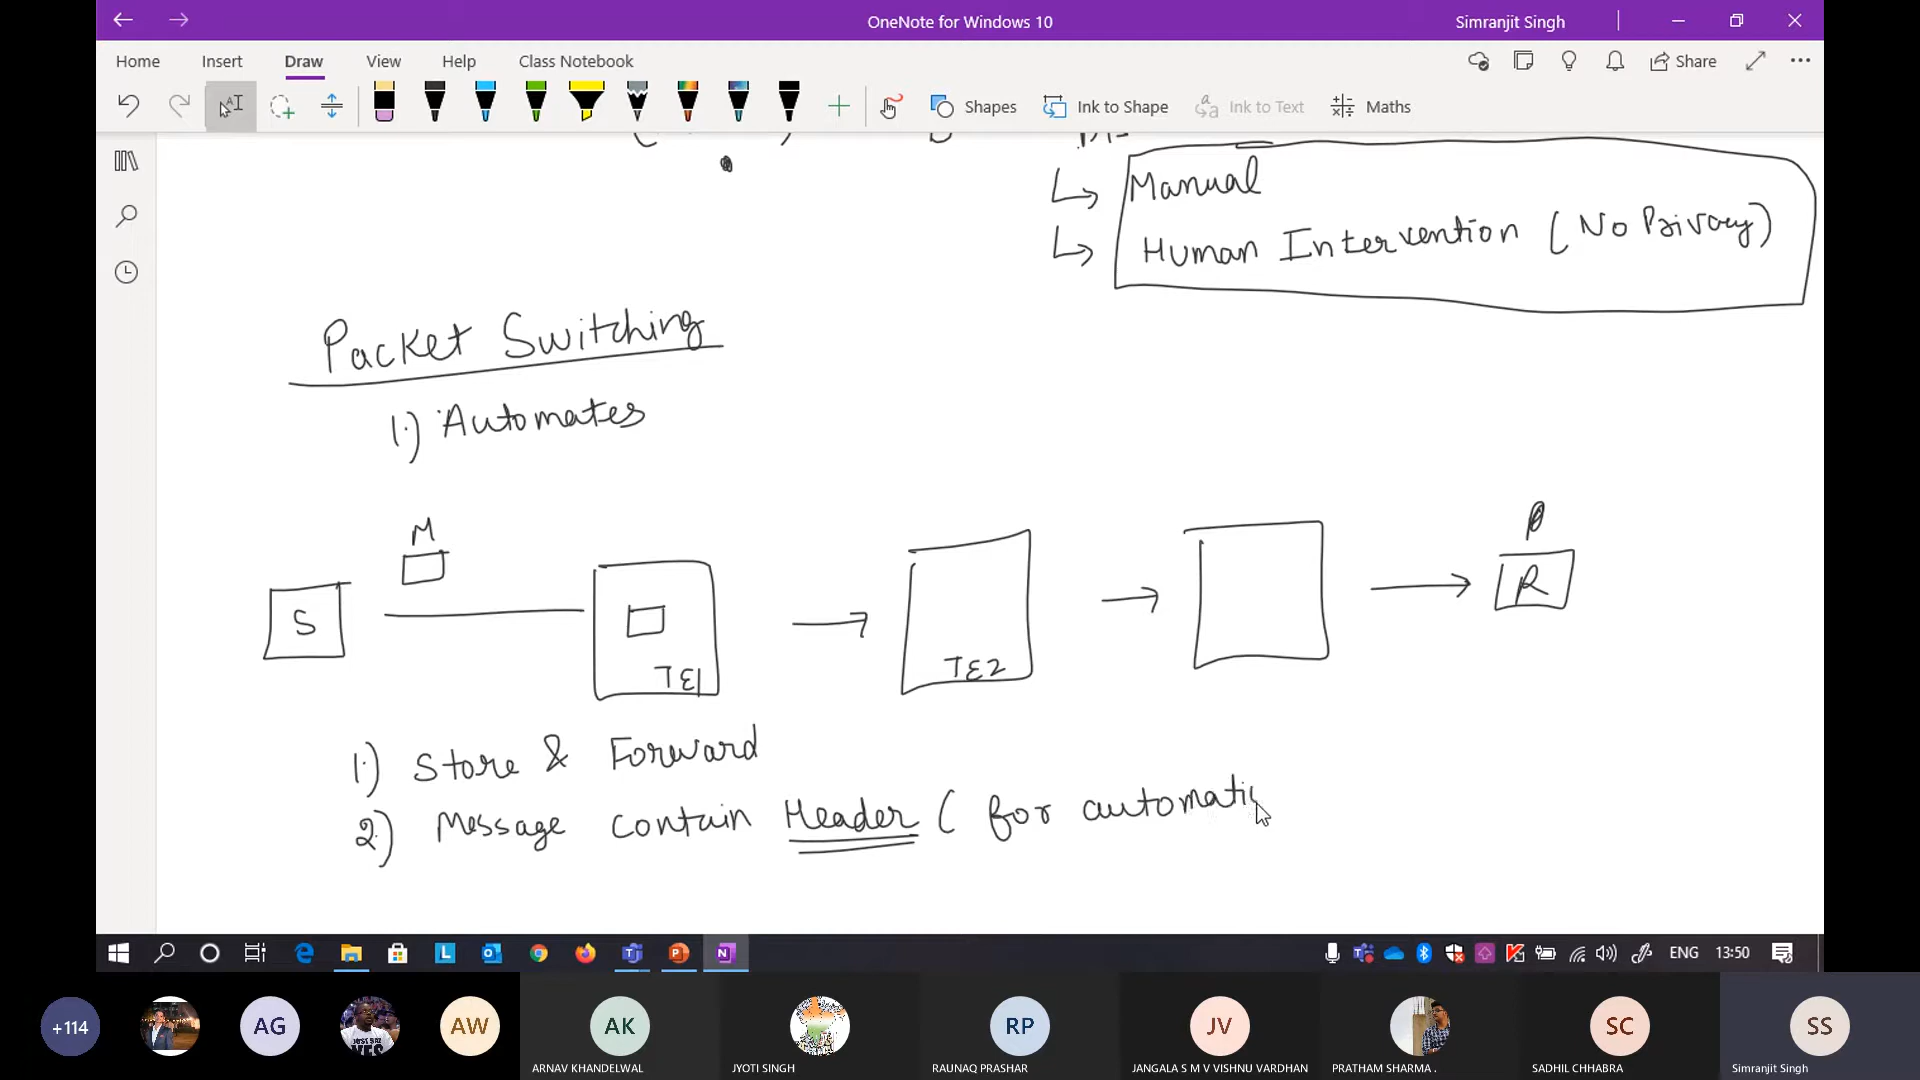 OneNote for Windows 10
Simranjit Singh
Home Insert Draw View Help Class Notebook
Share
Shapes Ink to Shape Ink to Text Maths
Manual
Human Intervention (No Privacy)
Packet Switching
1.) Automates
M
S
TE1
TE2
R
1.) Store & Forward
2.) Message contain Header ( for automati
ENG 13:50
+114
AG
AW
AK
RP
JV
SC
SS
ARNAV KHANDELWAL
JYOTI SINGH
RAUNAQ PRASHAR
JANGALA S M V VISHNU VARDHAN
PRATHAM SHARMA .
SADHIL CHHABRA
Simranjit Singh